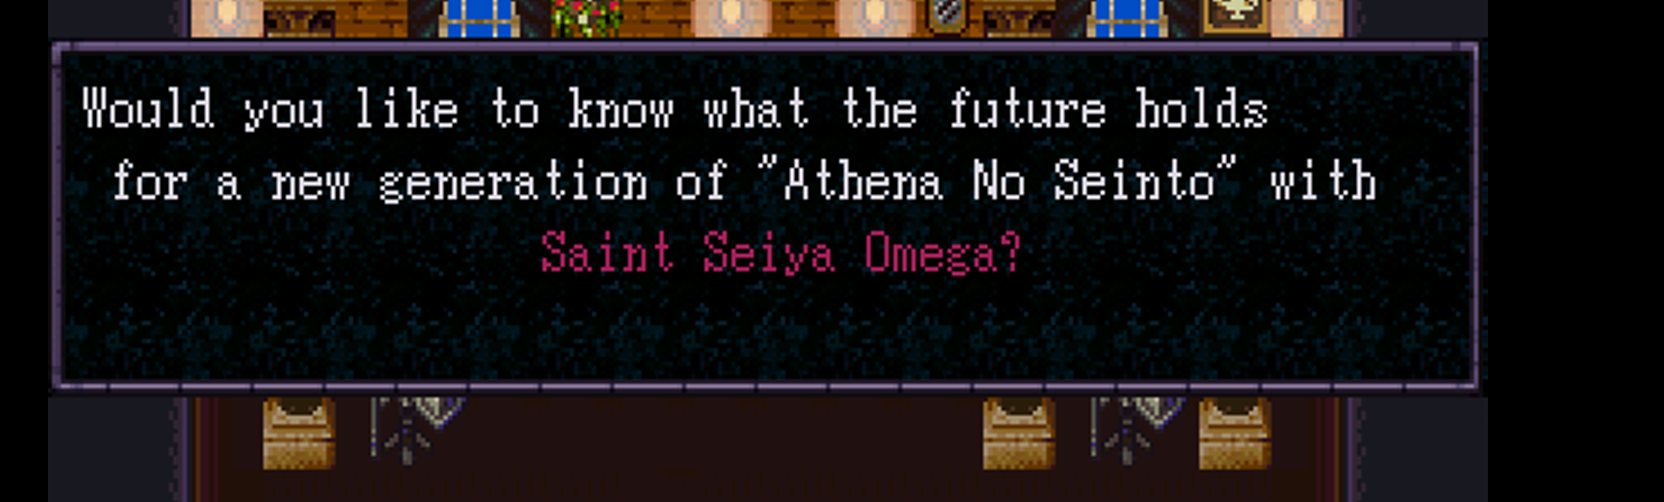 Would you like to know what the future holds
for a new generation of "Athena No Seinto" with
Saint Seiya Omega?